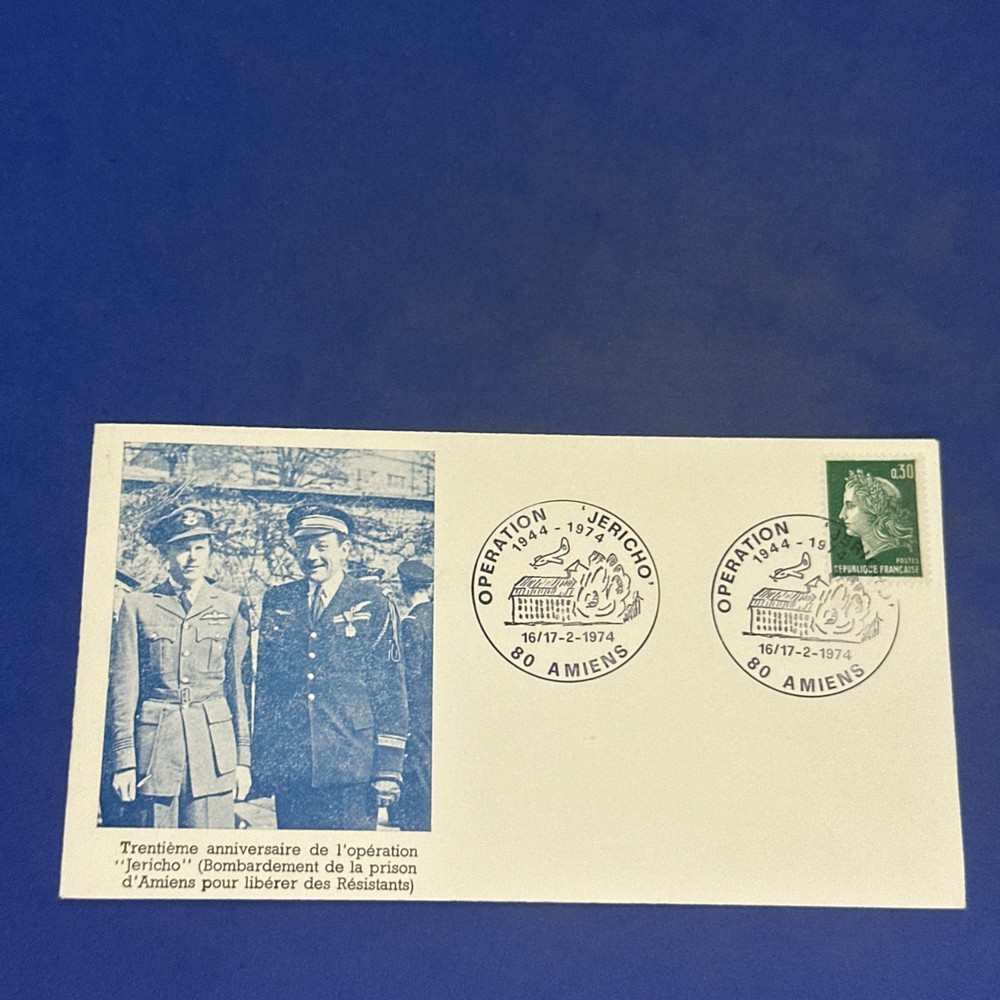 Trentième anniversaire de l'opération
"Jericho" (Bombardement de la prison
d'Amiens pour libérer des Résistants)
OPERATION 'JERICHO'
1944 - 1974
16/17-2-1974
80 AMIENS
OPERATION
1944 - 19
16/17-2-1974
80 AMIENS
0,30
POSTES
REPUBLIQUE FRANÇAISE